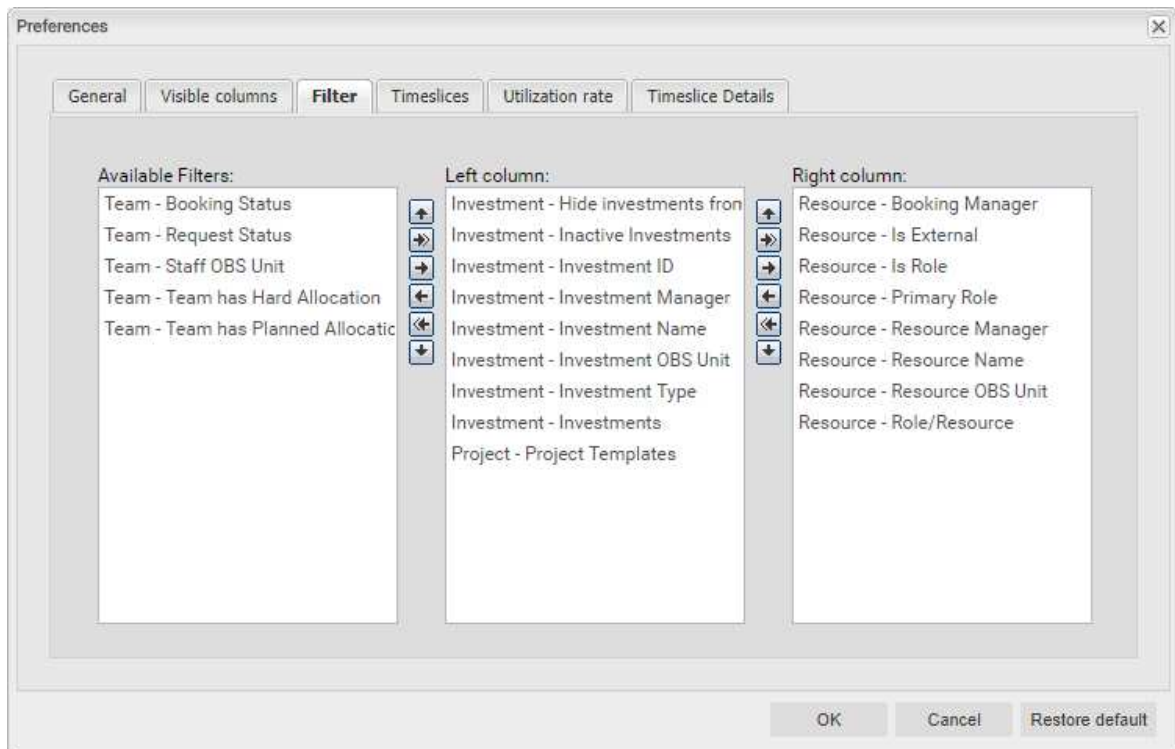 Preferences
General Visible columns Filter Timeslices Utilization rate Timeslice Details
Available Filters:
Team - Booking Status
Team - Request Status
Team - Staff OBS Unit
Team - Team has Hard Allocation
Team - Team has Planned Allocatic
Left column:
Investment - Hide investments fron
Investment - Inactive Investments
Investment - Investment ID
Investment - Investment Manager
Investment - Investment Name
Investment - Investment OBS Unit
Investment - Investment Type
Investment - Investments
Project - Project Templates
Right column:
Resource - Booking Manager
Resource - Is External
Resource - Is Role
Resource - Primary Role
Resource - Resource Manager
Resource - Resource Name
Resource - Resource OBS Unit
Resource - Role/Resource
OK Cancel Restore default